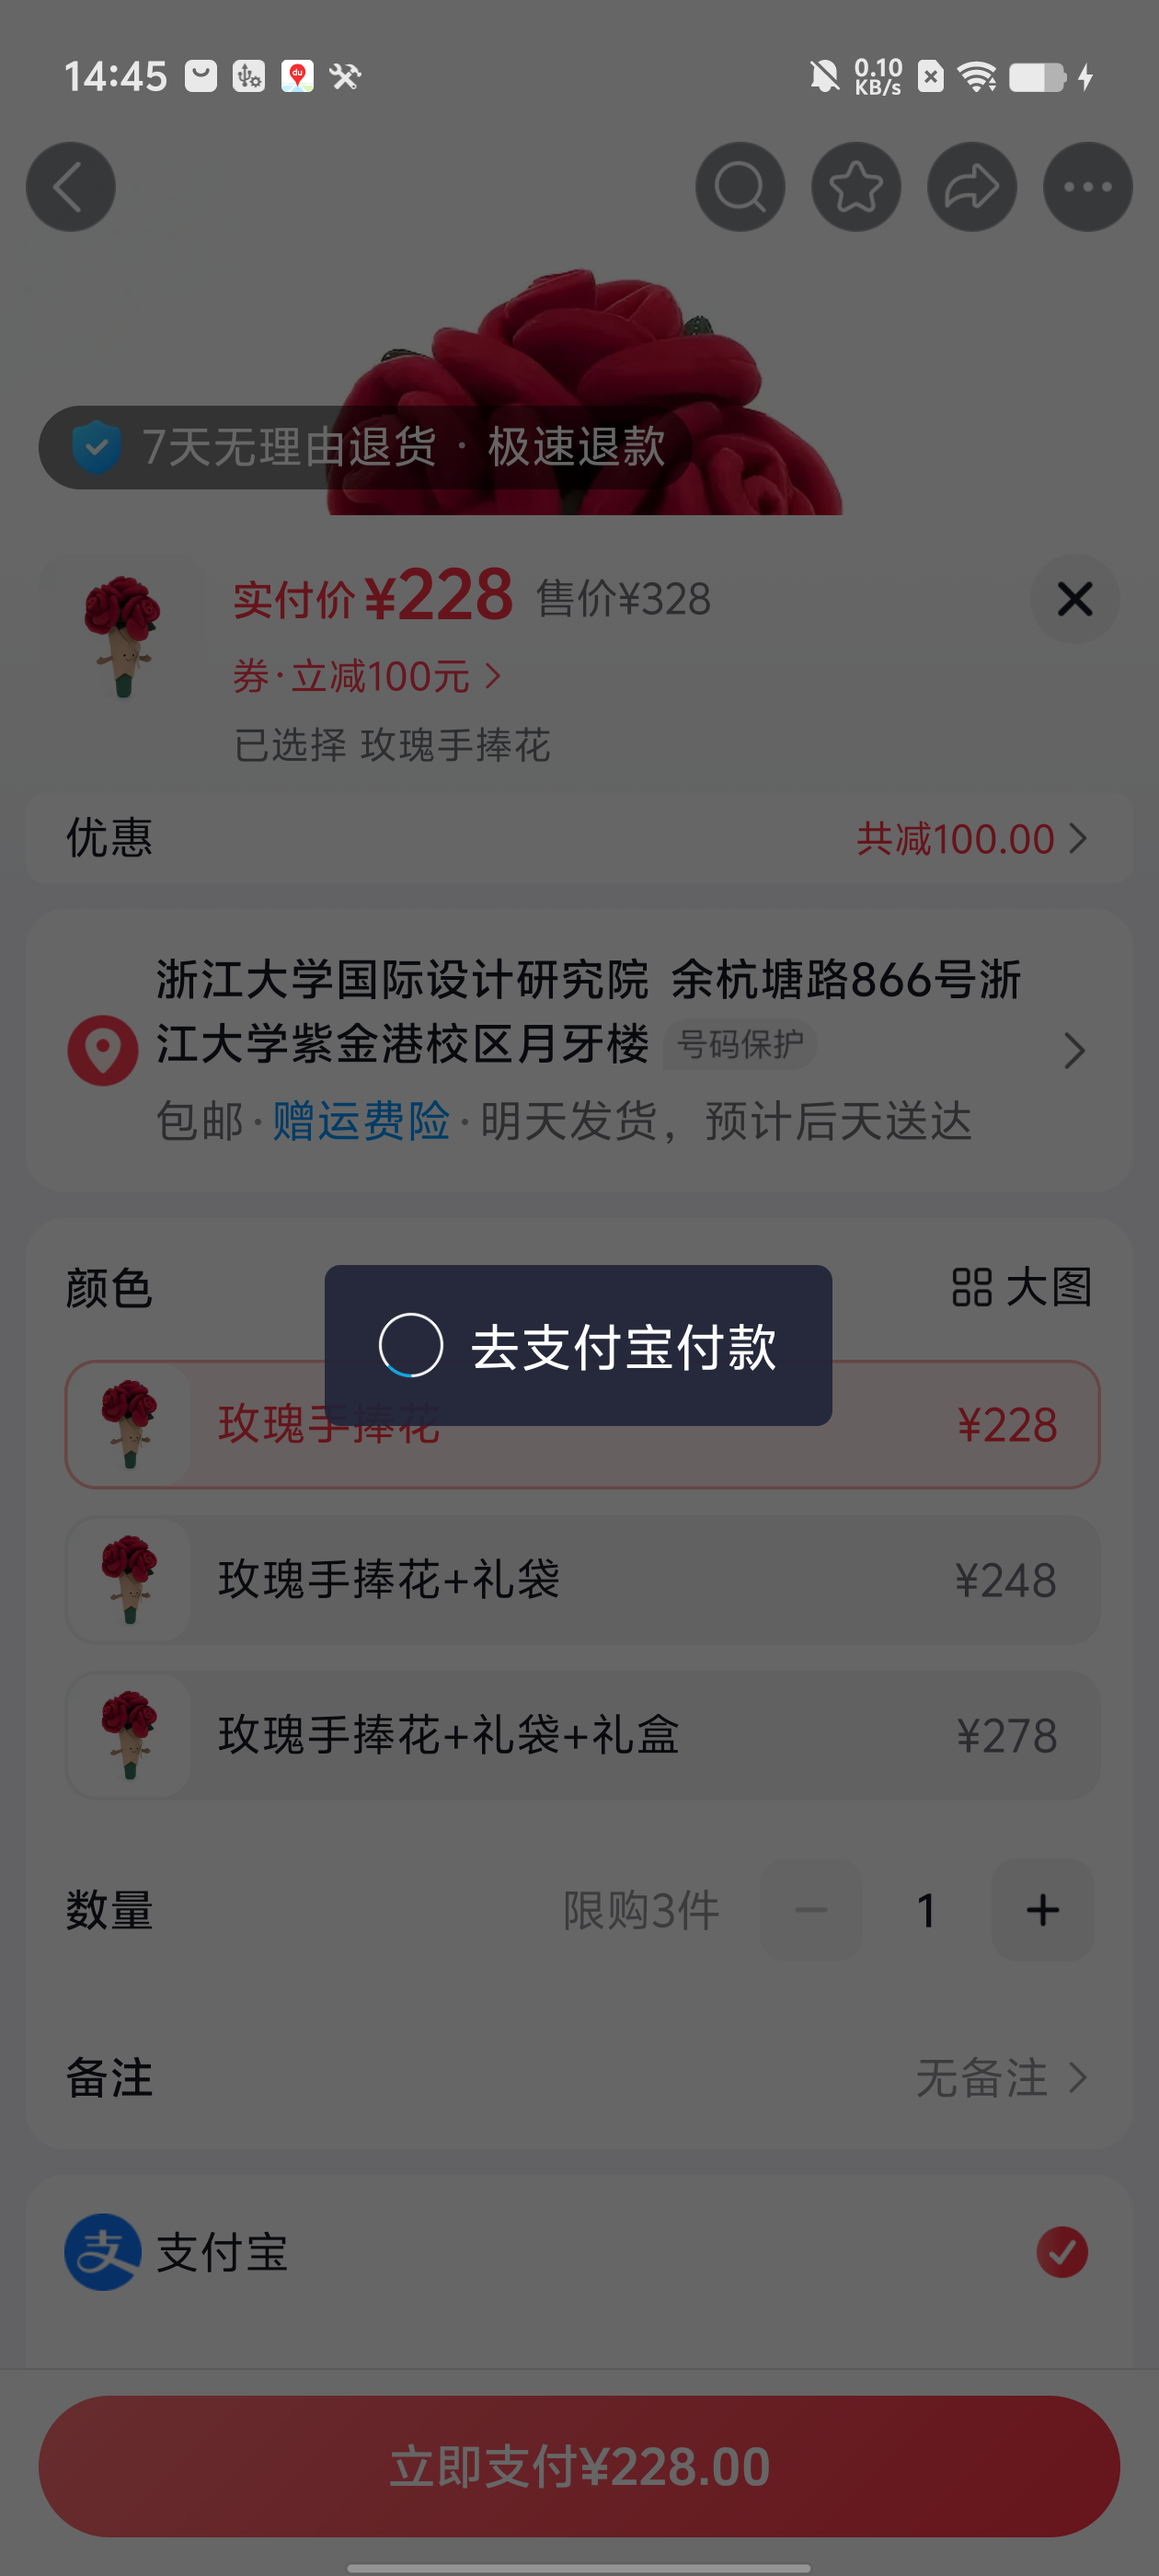 14:45
0.10
KB/s
7天无理由退货 · 极速退款
实付价 ¥228 售价¥328
券·立减100元
已选择 玫瑰手捧花
优惠 共减100.00
浙江大学国际设计研究院 余杭塘路866号浙
江大学紫金港校区月牙楼 号码保护
包邮·赠运费险·明天发货，预计后天送达
颜色 大图
去支付宝付款
玫瑰手捧花 ¥228
玫瑰手捧花+礼袋 ¥248
玫瑰手捧花+礼袋+礼盒 ¥278
数量 限购3件 1
备注 无备注
支 支付宝
立即支付¥228.00